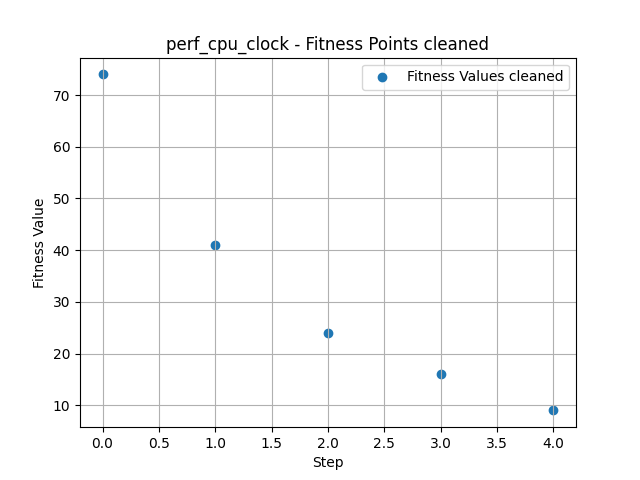 perf_cpu_clock - Fitness Points cleaned
Fitness Values cleaned
Fitness Value
70
60
50
40
30
20
10
0.0 0.5 1.0 1.5 2.0 2.5 3.0 3.5 4.0
Step